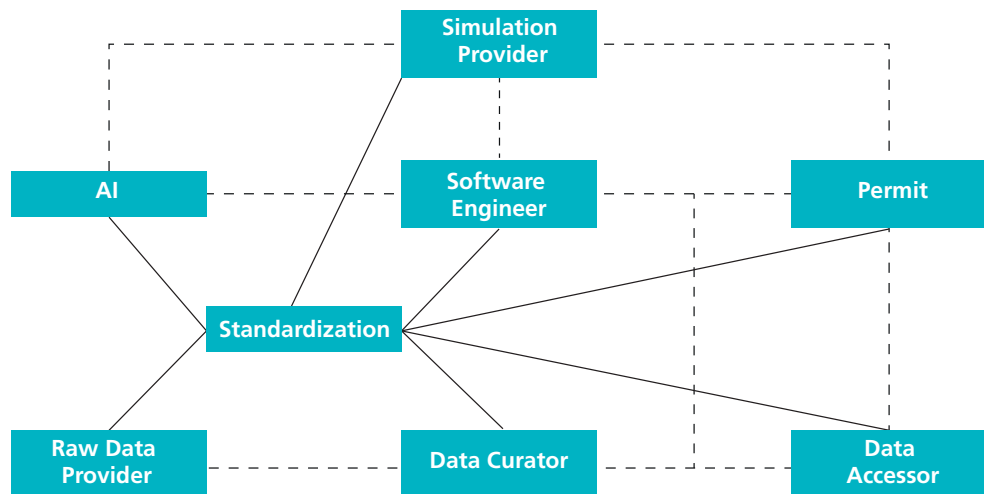 Simulation
Provider
AI
Software
Engineer
Permit
Standardization
Raw Data
Provider
Data Curator
Data
Accessor